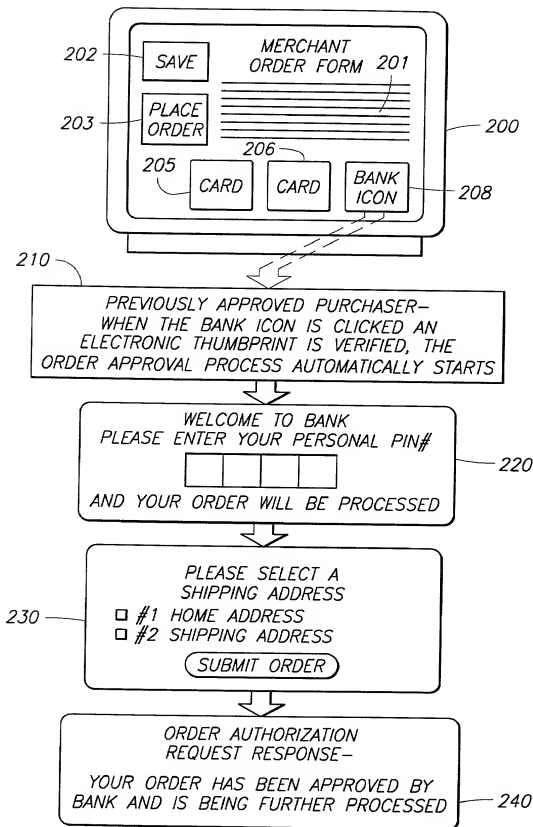 MERCHANT
ORDER FORM
201
202
SAVE
203
PLACE
ORDER
200
205
CARD
206
CARD
BANK
ICON
208
210
PREVIOUSLY APPROVED PURCHASER—
WHEN THE BANK ICON IS CLICKED AN
ELECTRONIC THUMBPRINT IS VERIFIED, THE
ORDER APPROVAL PROCESS AUTOMATICALLY STARTS
WELCOME TO BANK
PLEASE ENTER YOUR PERSONAL PIN#
220
AND YOUR ORDER WILL BE PROCESSED
PLEASE SELECT A
SHIPPING ADDRESS
230
#1 HOME ADDRESS
#2 SHIPPING ADDRESS
SUBMIT ORDER
ORDER AUTHORIZATION
REQUEST RESPONSE—
YOUR ORDER HAS BEEN APPROVED BY
BANK AND IS BEING FURTHER PROCESSED
240